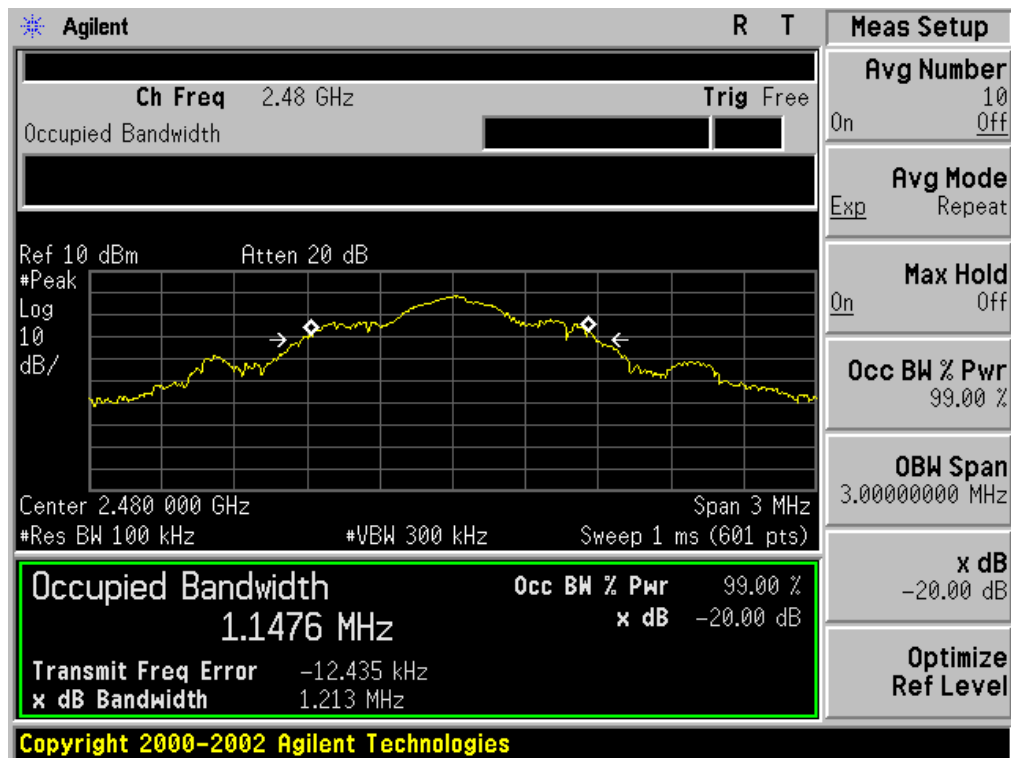 Agilent R T
Ch Freq 2.48 GHz Trig Free
Occupied Bandwidth
Ref 10 dBm Atten 20 dB
#Peak
Log
10
dB/
Center 2.480 000 GHz Span 3 MHz
#Res BW 100 kHz #VBW 300 kHz Sweep 1 ms (601 pts)
Occupied Bandwidth Occ BW % Pwr 99.00 %
1.1476 MHz x dB -20.00 dB
Transmit Freq Error -12.435 kHz
x dB Bandwidth 1.213 MHz
Copyright 2000-2002 Agilent Technologies
Meas Setup
Avg Number
10
On Off
Avg Mode
Exp Repeat
Max Hold
On Off
Occ BW % Pwr
99.00 %
OBW Span
3.00000000 MHz
x dB
-20.00 dB
Optimize
Ref Level